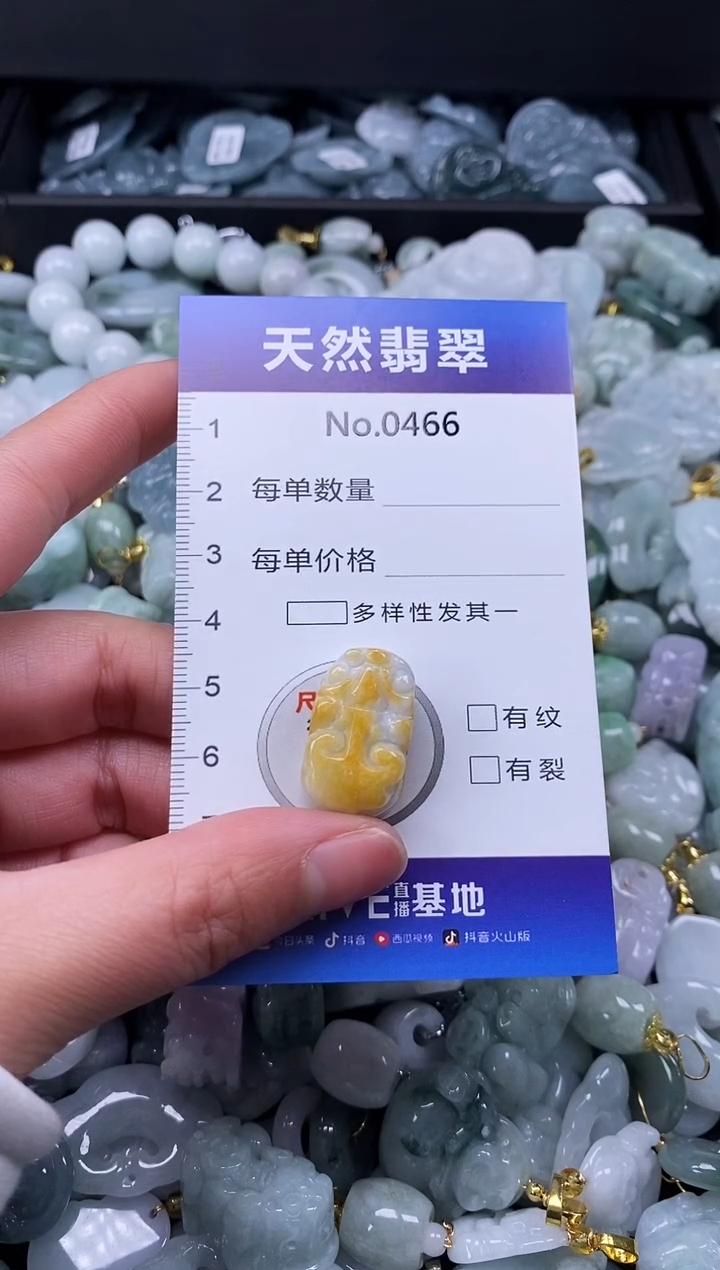 天然翡翠
No.0466
1
2
每单数量
3
每单价格
4
多样性发其一
5
尺
有纹
6
有裂
直播基地
抖音 西瓜视频 抖音火山版